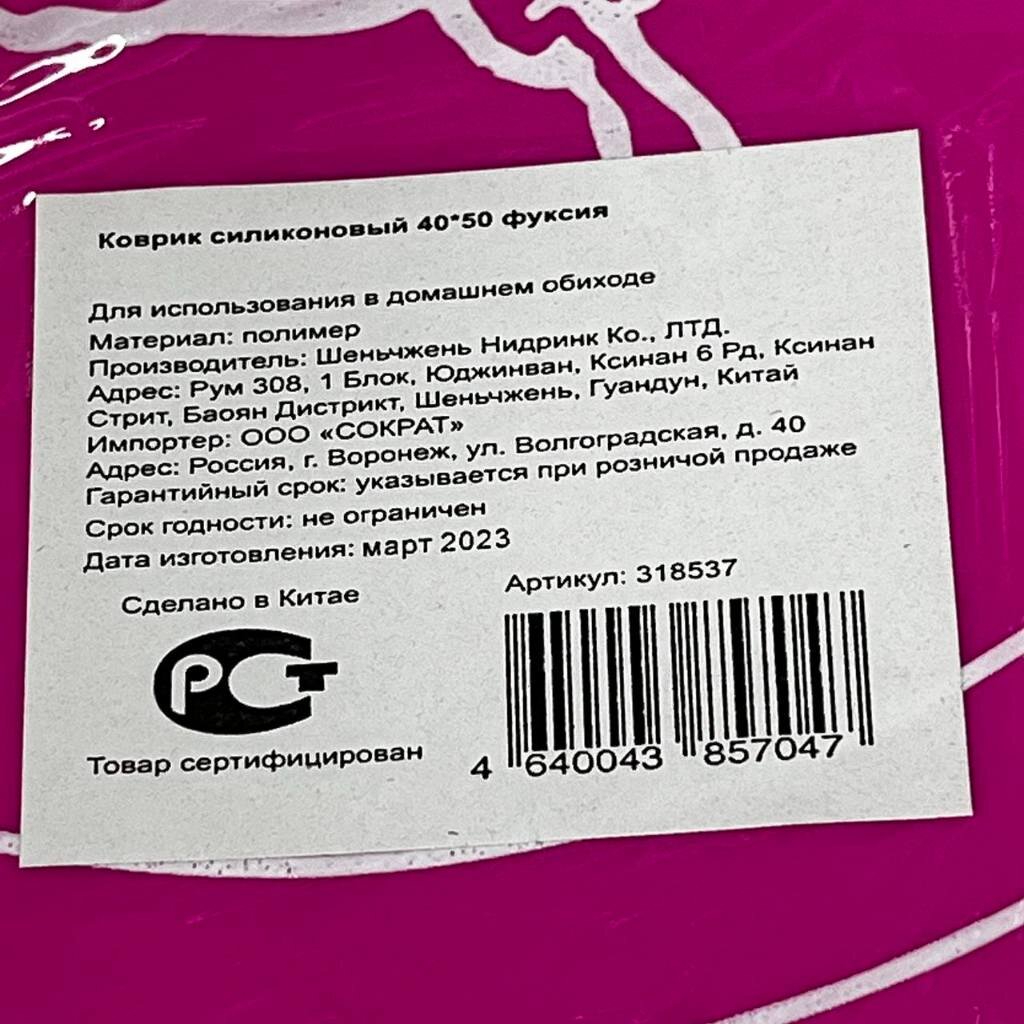 Коврик силиконовый 40*50 фуксия
Для использования в домашнем обиходе
Материал: полимер
Производитель: Шеньчжень Нидринк Ко., ЛТД.
Адрес: Рум 308, 1 Блок, Юджинван, Ксинан 6 Рд, Ксинан
Стрит, Баоян Дистрикт, Шеньчжень, Гуандун, Китай
Импортер: ООО «СОКРАТ»
Адрес: Россия, г. Воронеж, ул. Волгоградская, д. 40
Гарантийный срок: указывается при розничой продаже
Срок годности: не ограничен
Дата изготовления: март 2023
Сделано в Китае
РСТ
Товар сертифицирован
Артикул: 318537
4 640043 857047